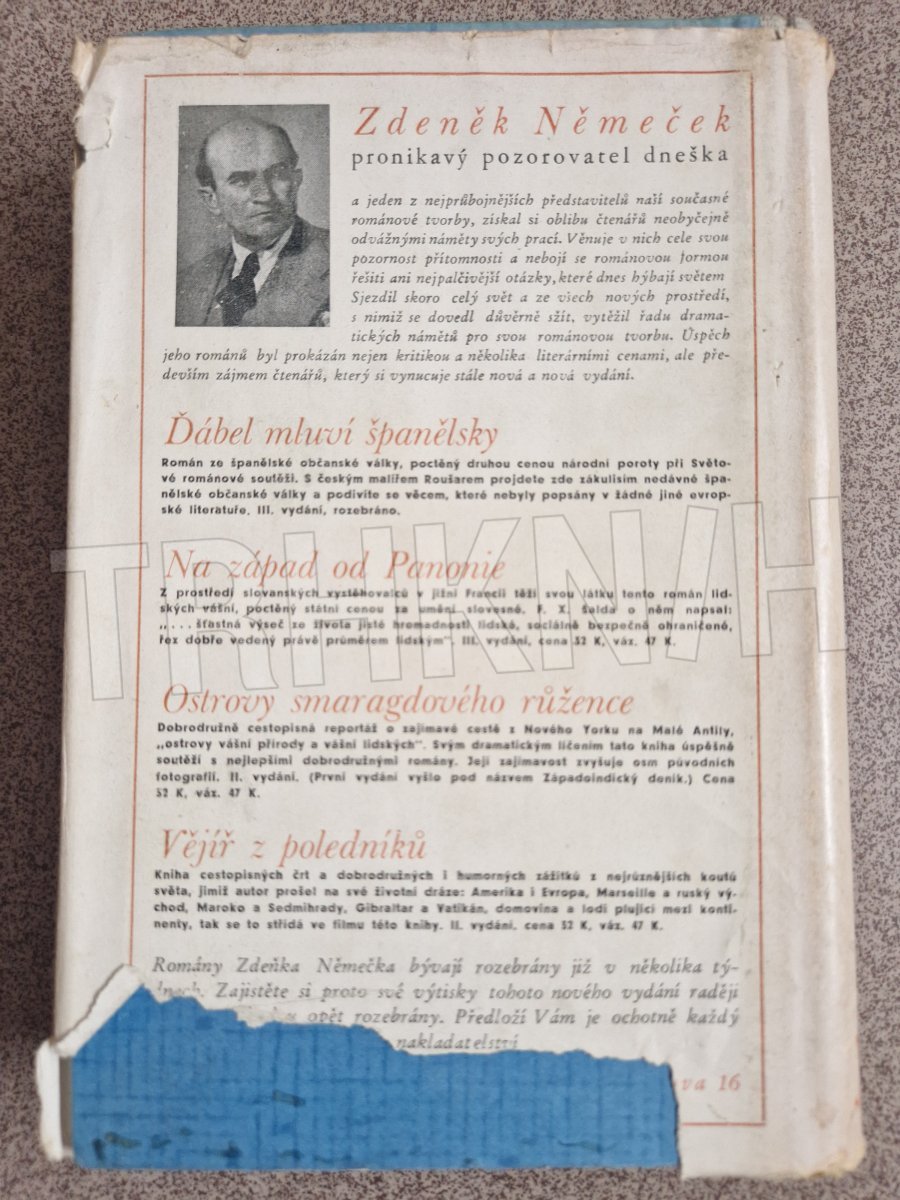 Zdeněk Němeček
pronikavý pozorovatel dneška
a jeden z nejprůbojnějších představitelů naší současné
románové tvorby, získal si oblibu čtenářů neobyčejně
odvážnými náměty svých prací. Věnuje v nich cele svou
pozornost přítomnosti a nebojí se románovou formou
řešiti ani nejpalčivější otázky, které dnes hýbají světem
Sjezdil skoro celý svět a ze všech nových prostředí,
s nimiž se dovedl důvěrně sžít, vytěžil řadu drama-
tických námětů pro svou románovou tvorbu. Úspěch
jeho románů byl prokázán nejen kritikou a několika literárními cenami, ale pře-
devším zájmem čtenářů, který si vynucuje stále nová a nová vydání.
Ďábel mluví španělsky
Román ze španělské občanské války, poctěný druhou cenou národní poroty při Světo-
vé románové soutěži. S českým malířem Roušarem projdete zde zákulisím nedávné špa-
nělské občanské války a podivíte se věcem, které nebyly popsány v žádné jiné evrop-
ské literatuře. III. vydání, rozebráno.
Na západ od Panonie
Z prostředí slovanských vystěhovalců v jižní Francii těží svou látku tento román lid-
ských vášní, poctěný státní cenou za umění slovesné. F. X. Šalda o něm napsal:
„... šťastná výseč ze života jisté hromadnosti lidské, sociálně bezpečně ohraničené,
řez dobře vedený právě průměrem lidským". III. vydání, cena 32 K, váz. 47 K.
Ostrovy smaragdového růžence
Dobrodružně cestopisná reportáž o zajímavé cestě z Nového Yorku na Malé Antily,
„ostrovy vášní přírody a vášní lidských". Svým dramatickým líčením tato kniha úspěšně
soutěží s nejlepšími dobrodružnými romány. Její zajímavost zvyšuje osm původních
fotografií. II. vydání. (První vydání vyšlo pod názvem Západoindický deník.) Cena
32 K, váz. 47 K.
Vějíř z poledníků
Kniha cestopisných črt a dobrodružných i humorných zážitků z nejrůznějších koutů
světa, jimiž autor prošel na své životní dráze: Amerika i Evropa, Marseille a ruský vý-
chod, Maroko a Sedmihrady, Gibraltar a Vatikán, domovina a lodi plující mezi konti-
nenty, tak se to střídá ve filmu této knihy. II. vydání, cena 32 K, váz. 47 K.
Romány Zdeňka Němečka bývají rozebrány již v několika tý-
dnech. Zajistěte si proto své výtisky tohoto nového vydání raději
opět rozebrány. Předloží Vám je ochotně každý
nakladatelství
16
TRHKNIH